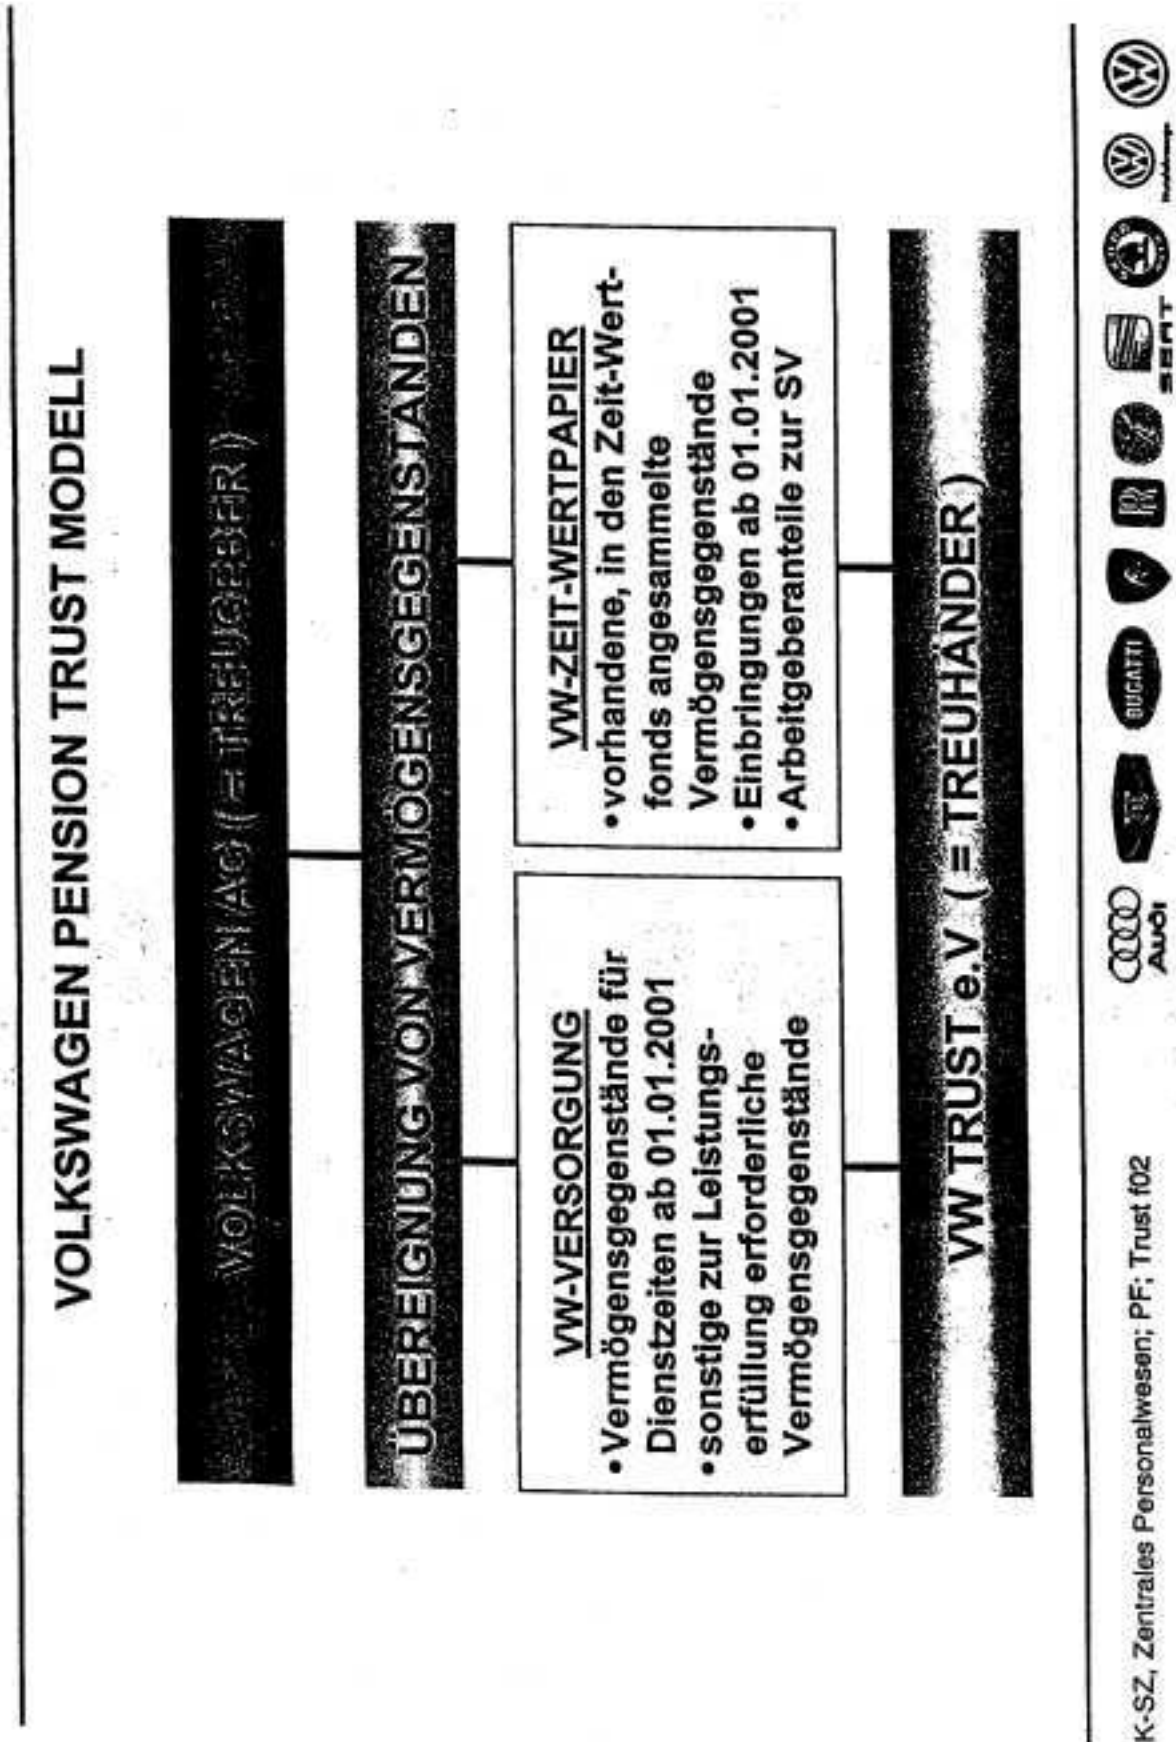 VOLKSWAGEN PENSION TRUST MODELL
VOLKSWAGEN AG ( = TREUGEBER )
ÜBEREIGNUNG VON VERMÖGENSGEGENSTÄNDEN
VW-VERSORGUNG
• Vermögensgegenstände für
Dienstzeiten ab 01.01.2001
• sonstige zur Leistungs-
erfüllung erforderliche
Vermögensgegenstände
VW-ZEIT-WERTPAPIER
• vorhandene, in den Zeit-Wert-
fonds angesammelte
Vermögensgegenstände
• Einbringungen ab 01.01.2001
• Arbeitgeberanteile zur SV
VW TRUST e.V. ( = TREUHÄNDER )
K-SZ, Zentrales Personalwesen; PF; Trust f02
Audi
BUGATTI
SEAT